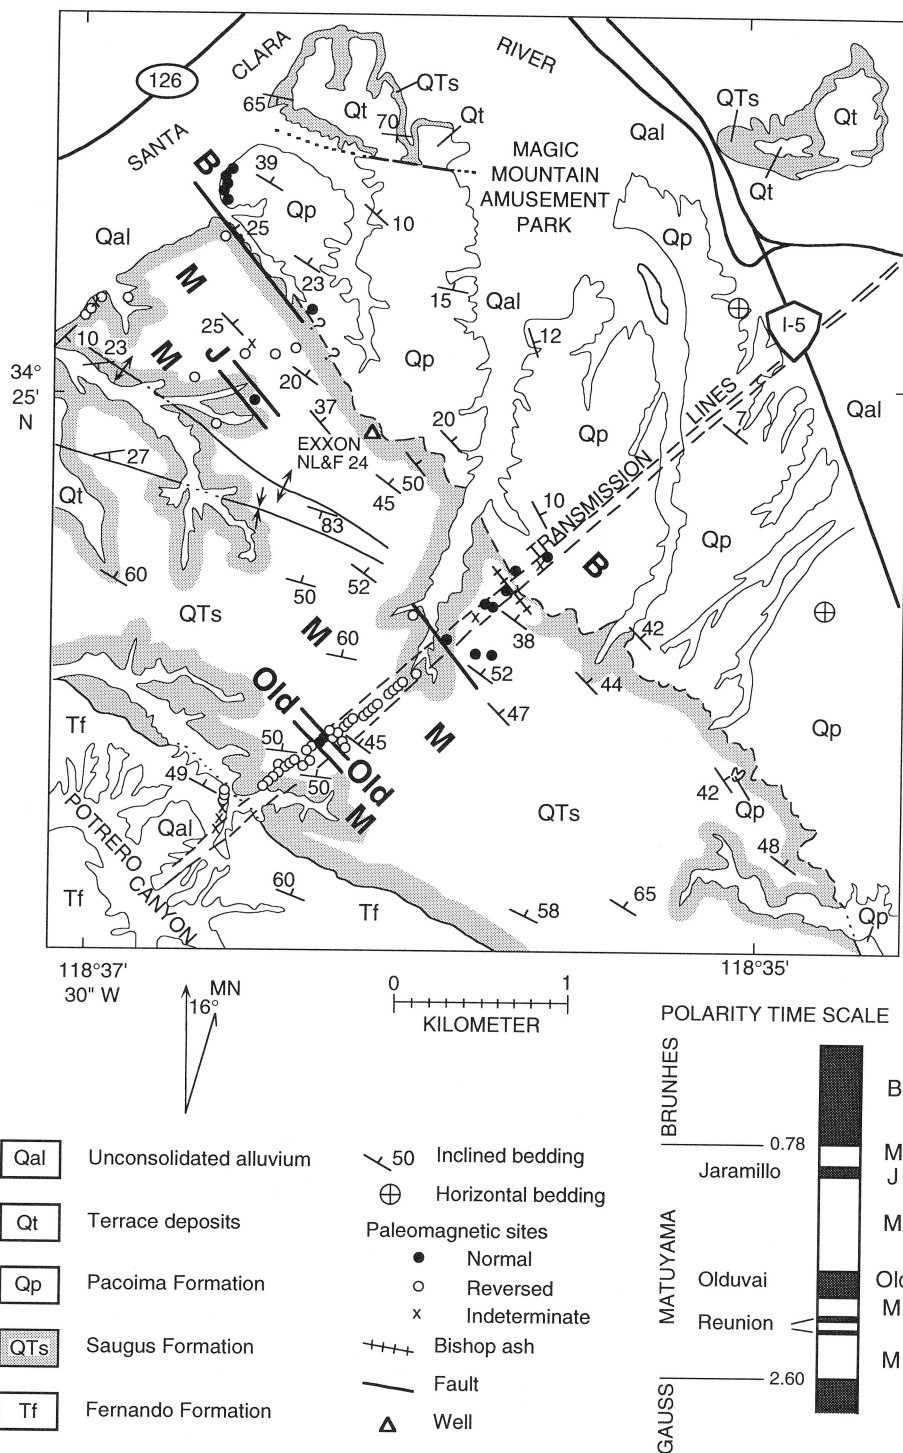 126
SANTA
CLARA
RIVER
65
Qt
QTs
70
Qt
Qal
QTs
Qt
Qt
MAGIC
MOUNTAIN
AMUSEMENT
PARK
B
39
Qp
10
25
Qal
23
M
15
Qal
Qp
I-5
25
x
?
12
10
23
M
J
?
34°
25'
N
20
Qp
37
EXXON
NL&F 24
20
Qp
LINES
7
Qal
27
50
45
Qt
83
10
TRANSMISSION
Qp
60
50
52
B
QTs
M
60
38
42
52
44
Old
47
Tf
50
45
M
Qp
49
50
Old
42
Qp
M
QTs
POTRERO CANYON
Qal
48
Tf
60
Tf
58
65
Qp
118°37'
30" W
118°35'
MN
16°
0 1
KILOMETER
POLARITY TIME SCALE
BRUNHES
B
0.78
M
Jaramillo
J
MATUYAMA
M
Olduvai
Old
M
Reunion
M
2.60
GAUSS
Qal Unconsolidated alluvium
Qt Terrace deposits
Qp Pacoima Formation
QTs Saugus Formation
Tf Fernando Formation
50 Inclined bedding
Horizontal bedding
Paleomagnetic sites
Normal
Reversed
x Indeterminate
Bishop ash
Fault
Well